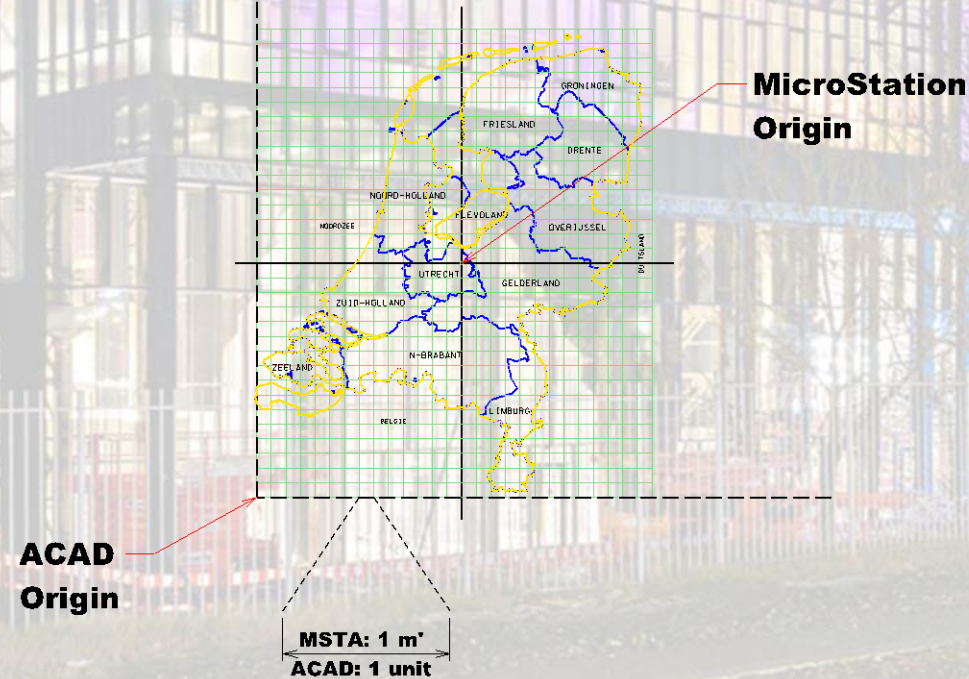 MicroStation
Origin
GRONINGEN
FRIESLAND
DRENTE
NOORD-HOLLAND
FLEVOLAND
NOORDZEE
OVERIJSSEL
DUITSLAND
UTRECHT
GELDERLAND
ZUID-HOLLAND
N-BRABANT
ZEELAND
LIMBURG
BELGIE
ACAD
Origin
MSTA: 1 m'
ACAD: 1 unit